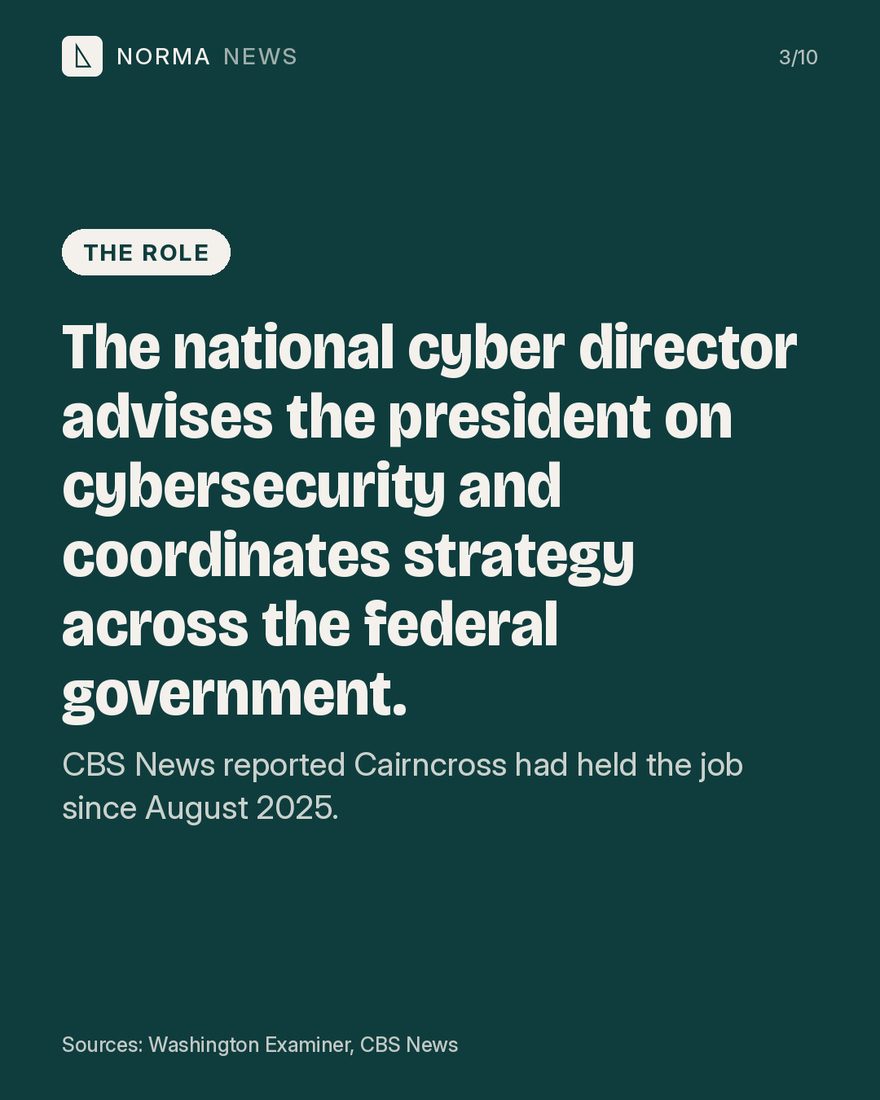 NORMA NEWS
3/10
THE ROLE
The national cyber director
advises the president on
cybersecurity and
coordinates strategy
across the federal
government.
CBS News reported Cairncross had held the job
since August 2025.
Sources: Washington Examiner, CBS News